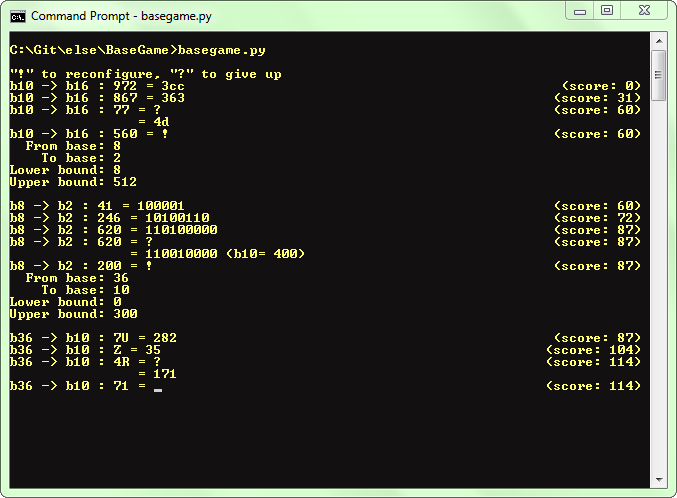 Command Prompt - basegame.py
C:\Git\else\BaseGame>basegame.py
"!" to reconfigure, "?" to give up
b10 -> b16 : 972 = 3cc (score: 0)
b10 -> b16 : 867 = 363 (score: 31)
b10 -> b16 : 77 = ? (score: 60)
= 4d
b10 -> b16 : 560 = ! (score: 60)
From base: 8
To base: 2
Lower bound: 8
Upper bound: 512
b8 -> b2 : 41 = 100001 (score: 60)
b8 -> b2 : 246 = 10100110 (score: 72)
b8 -> b2 : 620 = 110100000 (score: 87)
b8 -> b2 : 620 = ? (score: 87)
= 110010000 (b10= 400)
b8 -> b2 : 200 = ! (score: 87)
From base: 36
To base: 10
Lower bound: 0
Upper bound: 300
b36 -> b10 : 7U = 282 (score: 87)
b36 -> b10 : Z = 35 (score: 104)
b36 -> b10 : 4R = ? (score: 114)
= 171
b36 -> b10 : 71 = _ (score: 114)